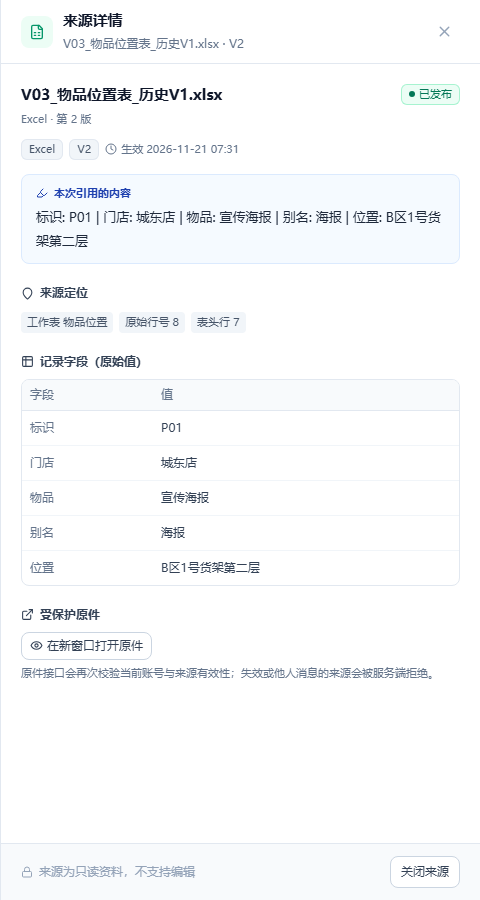 来源详情
V03_物品位置表_历史V1.xlsx · V2
V03_物品位置表_历史V1.xlsx
已发布
Excel · 第 2 版
Excel V2 生效 2026-11-21 07:31
本次引用的内容
标识: P01 | 门店: 城东店 | 物品: 宣传海报 | 别名: 海报 | 位置: B区1号货
架第二层
来源定位
工作表 物品位置 原始行号 8 表头行 7
记录字段（原始值）
字段 值
标识 P01
门店 城东店
物品 宣传海报
别名 海报
位置 B区1号货架第二层
受保护原件
在新窗口打开原件
原件接口会再次校验当前账号与来源有效性；失效或他人消息的来源会被服务端拒绝。
来源为只读资料，不支持编辑
关闭来源